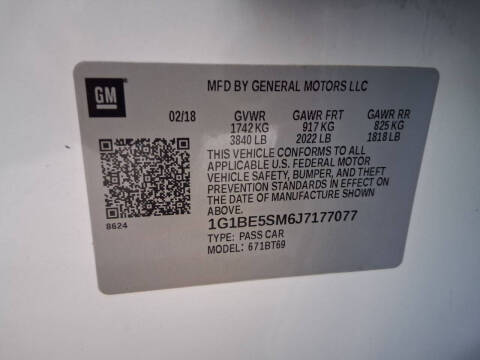 GM
MFD BY GENERAL MOTORS LLC
02/18 GVWR GAWR FRT GAWR RR
1742 KG 917 KG 825 KG
3840 LB 2022 LB 1818 LB
THIS VEHICLE CONFORMS TO ALL
APPLICABLE U.S. FEDERAL MOTOR
VEHICLE SAFETY, BUMPER, AND THEFT
PREVENTION STANDARDS IN EFFECT ON
THE DATE OF MANUFACTURE SHOWN
ABOVE.
8624
1G1BE5SM6J7177077
TYPE: PASS CAR
MODEL: 671BT69